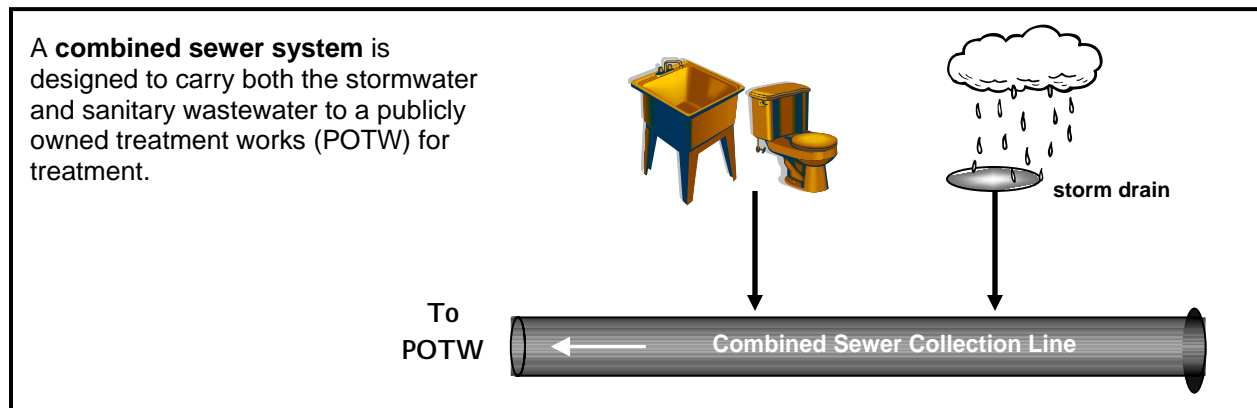 A combined sewer system is
designed to carry both the stormwater
and sanitary wastewater to a publicly
owned treatment works (POTW) for
treatment.
storm drain
To
POTW
Combined Sewer Collection Line